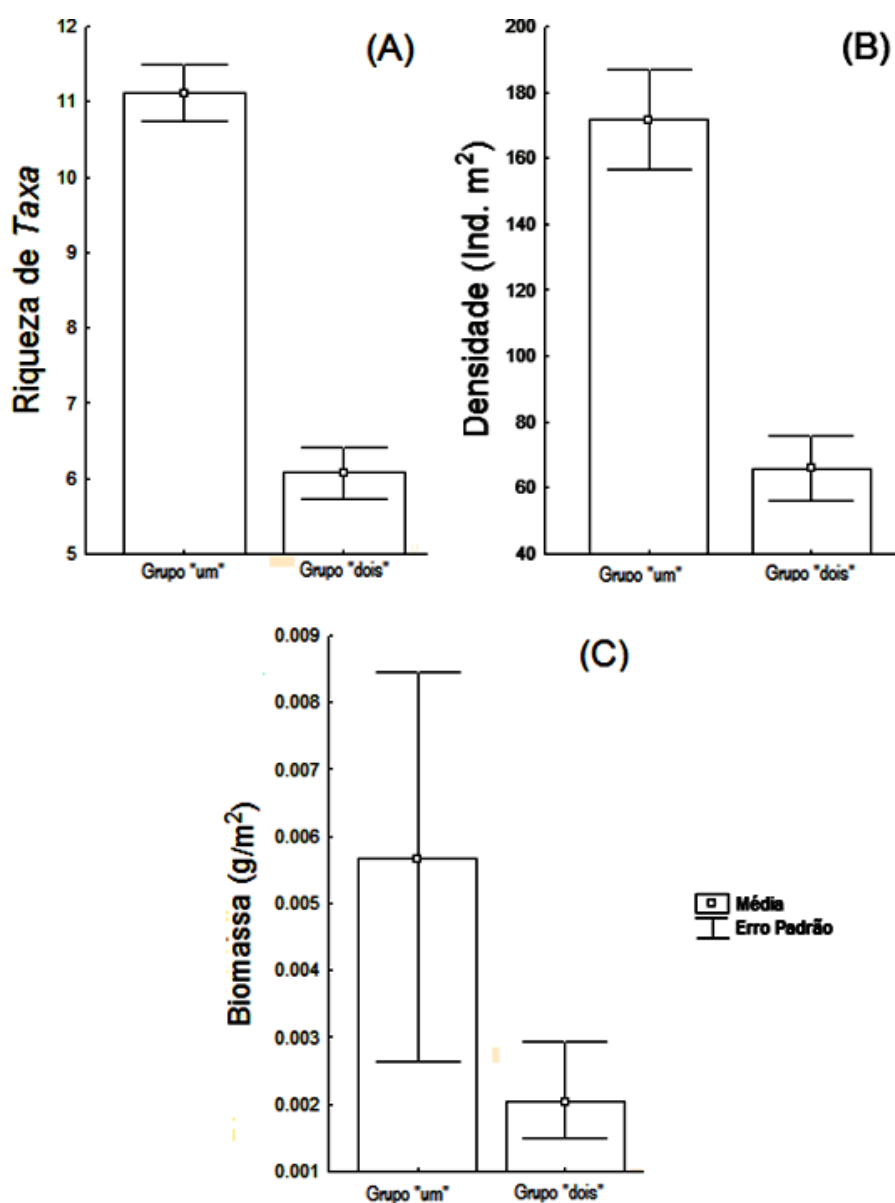 (A)
Riqueza de Taxa
12
11
10
9
8
7
6
5
Grupo "um"
Grupo "dois"
(B)
Densidade (Ind. m²)
200
180
160
140
120
100
80
60
40
Grupo "um"
Grupo "dois"
(C)
Biomassa (g/m²)
0.009
0.008
0.007
0.006
0.005
0.004
0.003
0.002
0.001
Grupo "um"
Grupo "dois"
Média
Erro Padrão